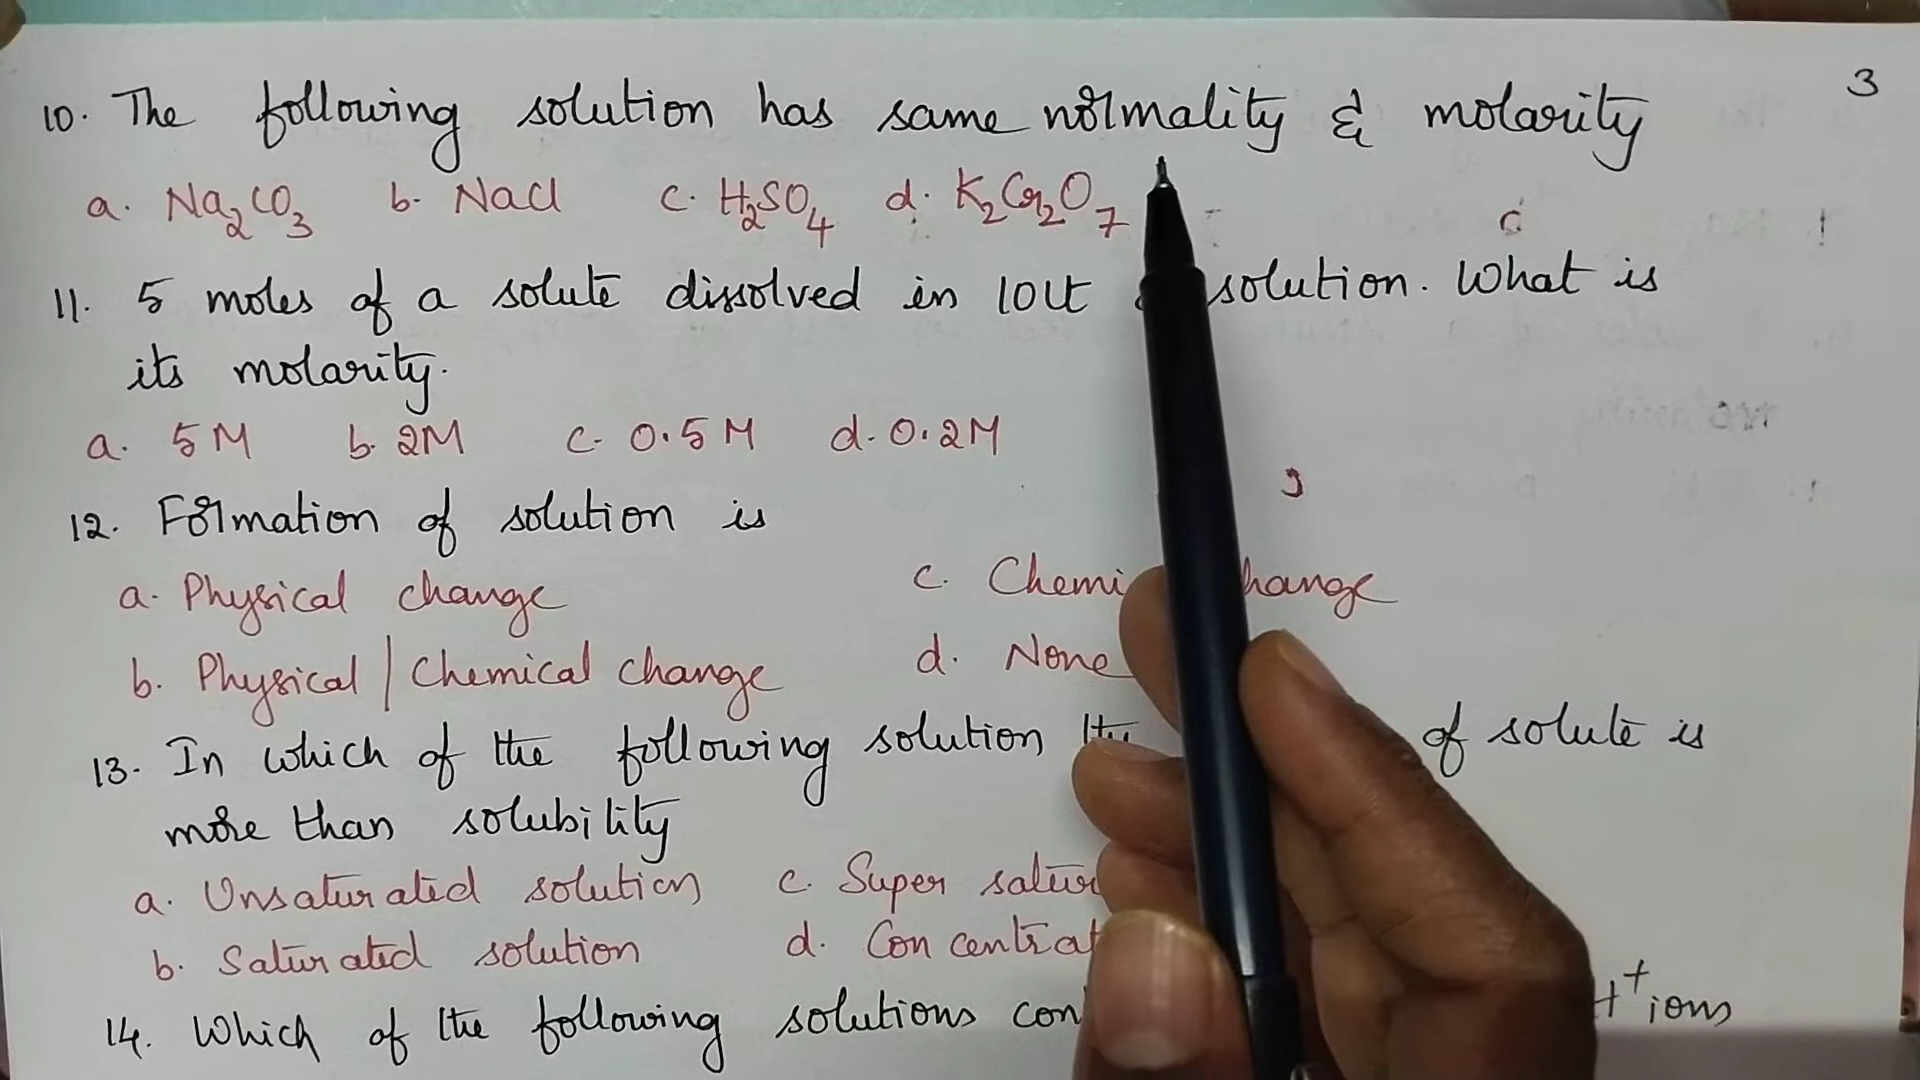 3
10. The following solution has same normality & molarity
a. Na₂CO₃ b. NaCl c. H₂SO₄ d. K₂Cr₂O₇
11. 5 moles of a solute dissolved in 10lt solution. What is
its molarity.
a. 5M b. 2M c. 0.5M d. 0.2M
12. Formation of solution is
a. Physical change c. Chemi hange
b. Physical / Chemical change d. None
13. In which of the following solution the of solute is
more than solubility
a. Unsaturated solution c. Super satur
b. Saturated solution d. Concentrat
14. Which of the following solutions con H⁺ ions